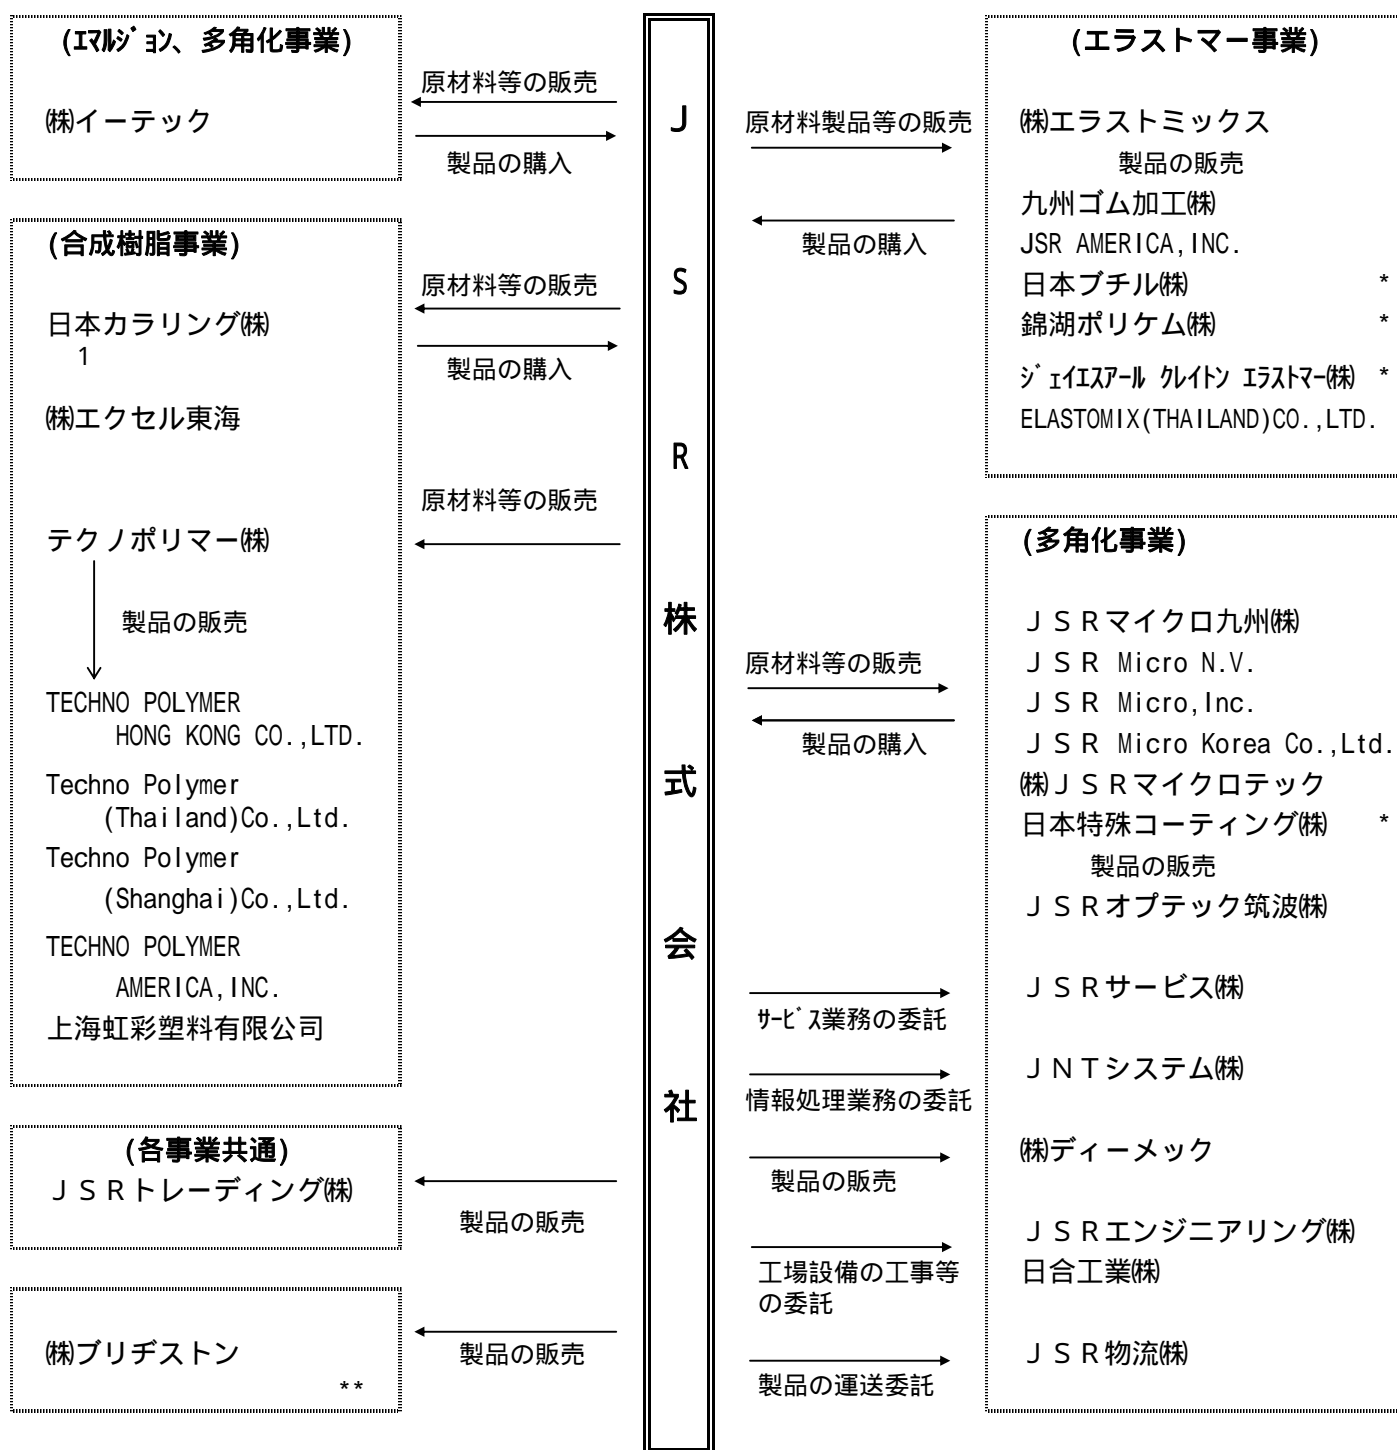 (エマルジョン、多角化事業)
㈱イーテック
原材料等の販売
製品の購入
(合成樹脂事業)
日本カラリング㈱
1
㈱エクセル東海
原材料等の販売
製品の購入
テクノポリマー㈱
原材料等の販売
製品の販売
TECHNO POLYMER
HONG KONG CO.,LTD.
Techno Polymer
(Thailand)Co.,Ltd.
Techno Polymer
(Shanghai)Co.,Ltd.
TECHNO POLYMER
AMERICA,INC.
上海虹彩塑料有限公司
(各事業共通)
JSRトレーディング㈱
製品の販売
㈱ブリヂストン
**
製品の販売
J
S
R
株
式
会
社
(エラストマー事業)
原材料製品等の販売
製品の購入
㈱エラストミックス
製品の販売
九州ゴム加工㈱
JSR AMERICA,INC.
日本ブチル㈱ *
錦湖ポリケム㈱ *
ジェイエスアール クレイトン エラストマー㈱ *
ELASTOMIX(THAILAND)CO.,LTD.
(多角化事業)
原材料等の販売
製品の購入
JSRマイクロ九州㈱
JSR Micro N.V.
JSR Micro,Inc.
JSR Micro Korea Co.,Ltd.
㈱JSRマイクロテック
日本特殊コーティング㈱ *
製品の販売
JSRオプテック筑波㈱
JSRサービス㈱
サービス業務の委託
JNTシステム㈱
情報処理業務の委託
㈱ディーメック
製品の販売
JSRエンジニアリング㈱
日合工業㈱
工場設備の工事等
の委託
JSR物流㈱
製品の運送委託